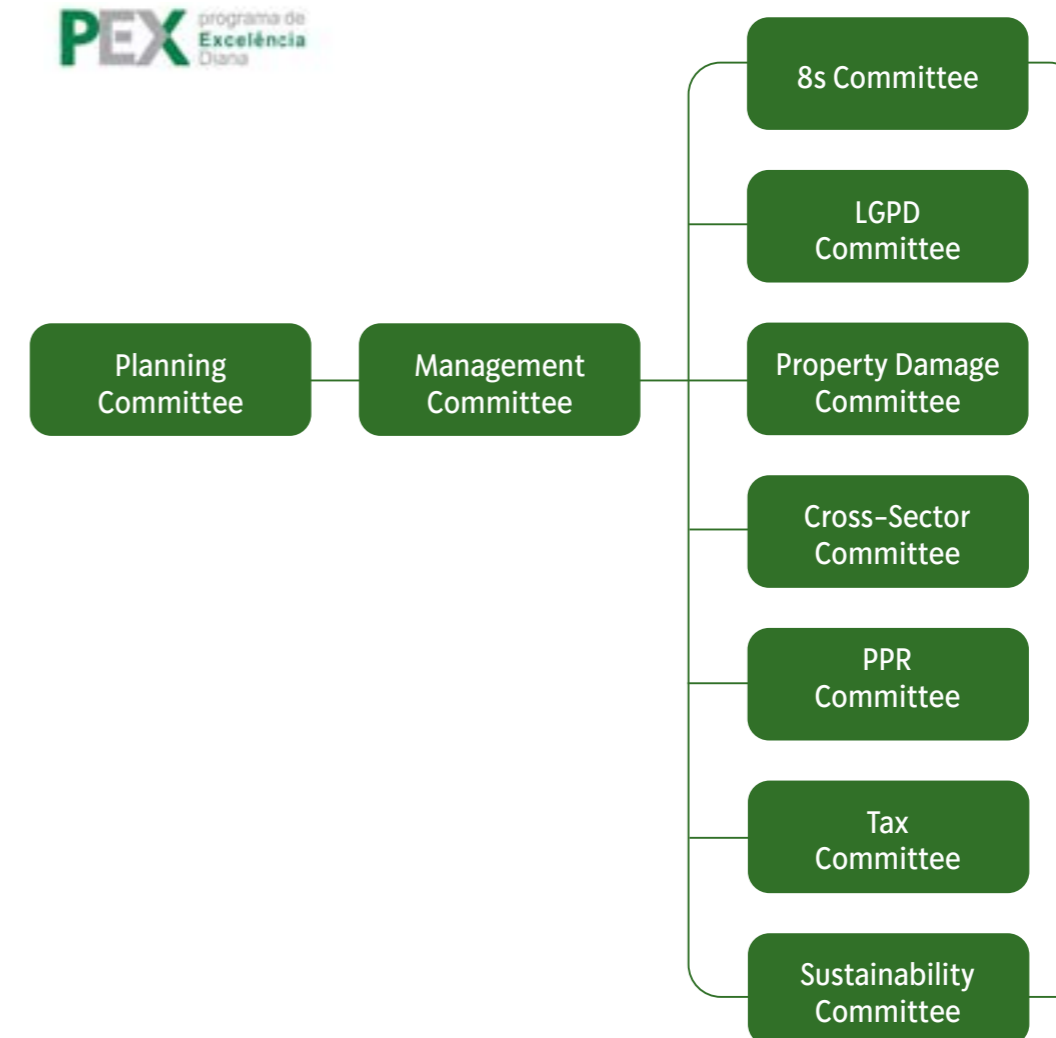 PEX
programa de
Excelência
Diana
8s Committee
LGPD
Committee
Property Damage
Committee
Planning
Committee
Management
Committee
Cross-Sector
Committee
PPR
Committee
Tax
Committee
Sustainability
Committee